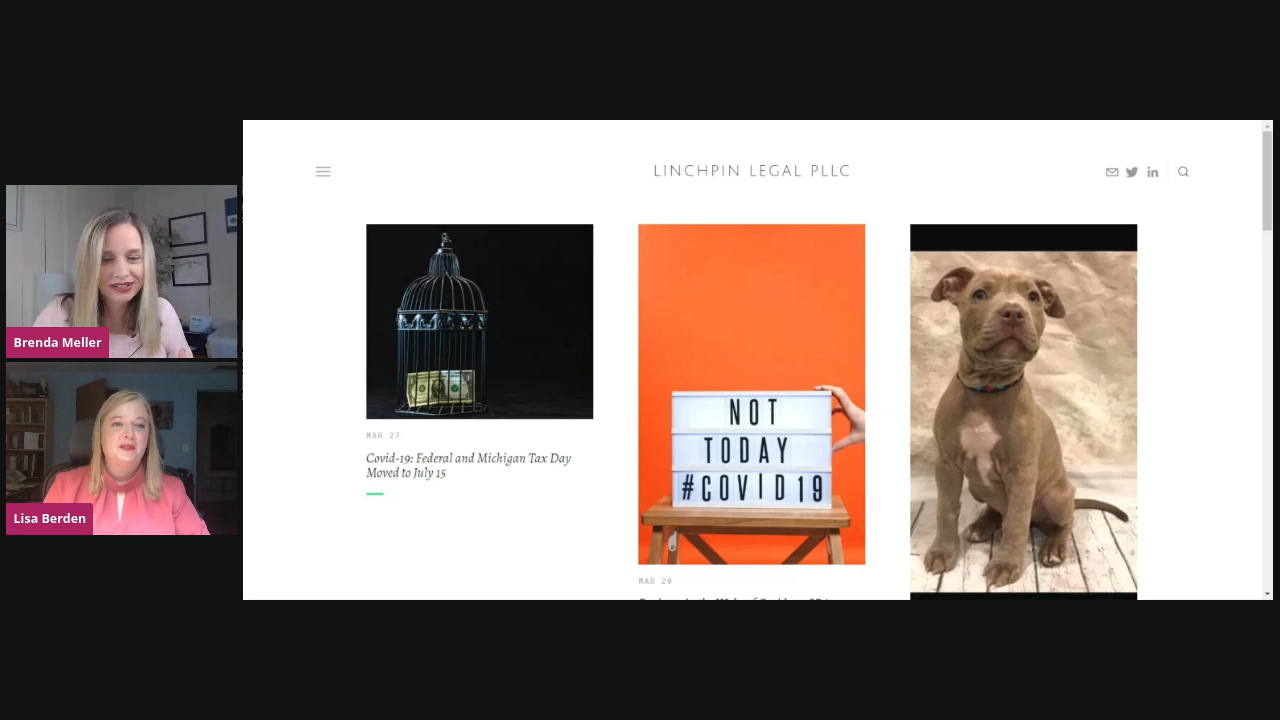 Brenda Meller
Lisa Berden
LINCHPIN LEGAL PLLC
MAR 27
Covid-19: Federal and Michigan Tax Day
Moved to July 15
NOT
TODAY
#COVID19
MAR 20